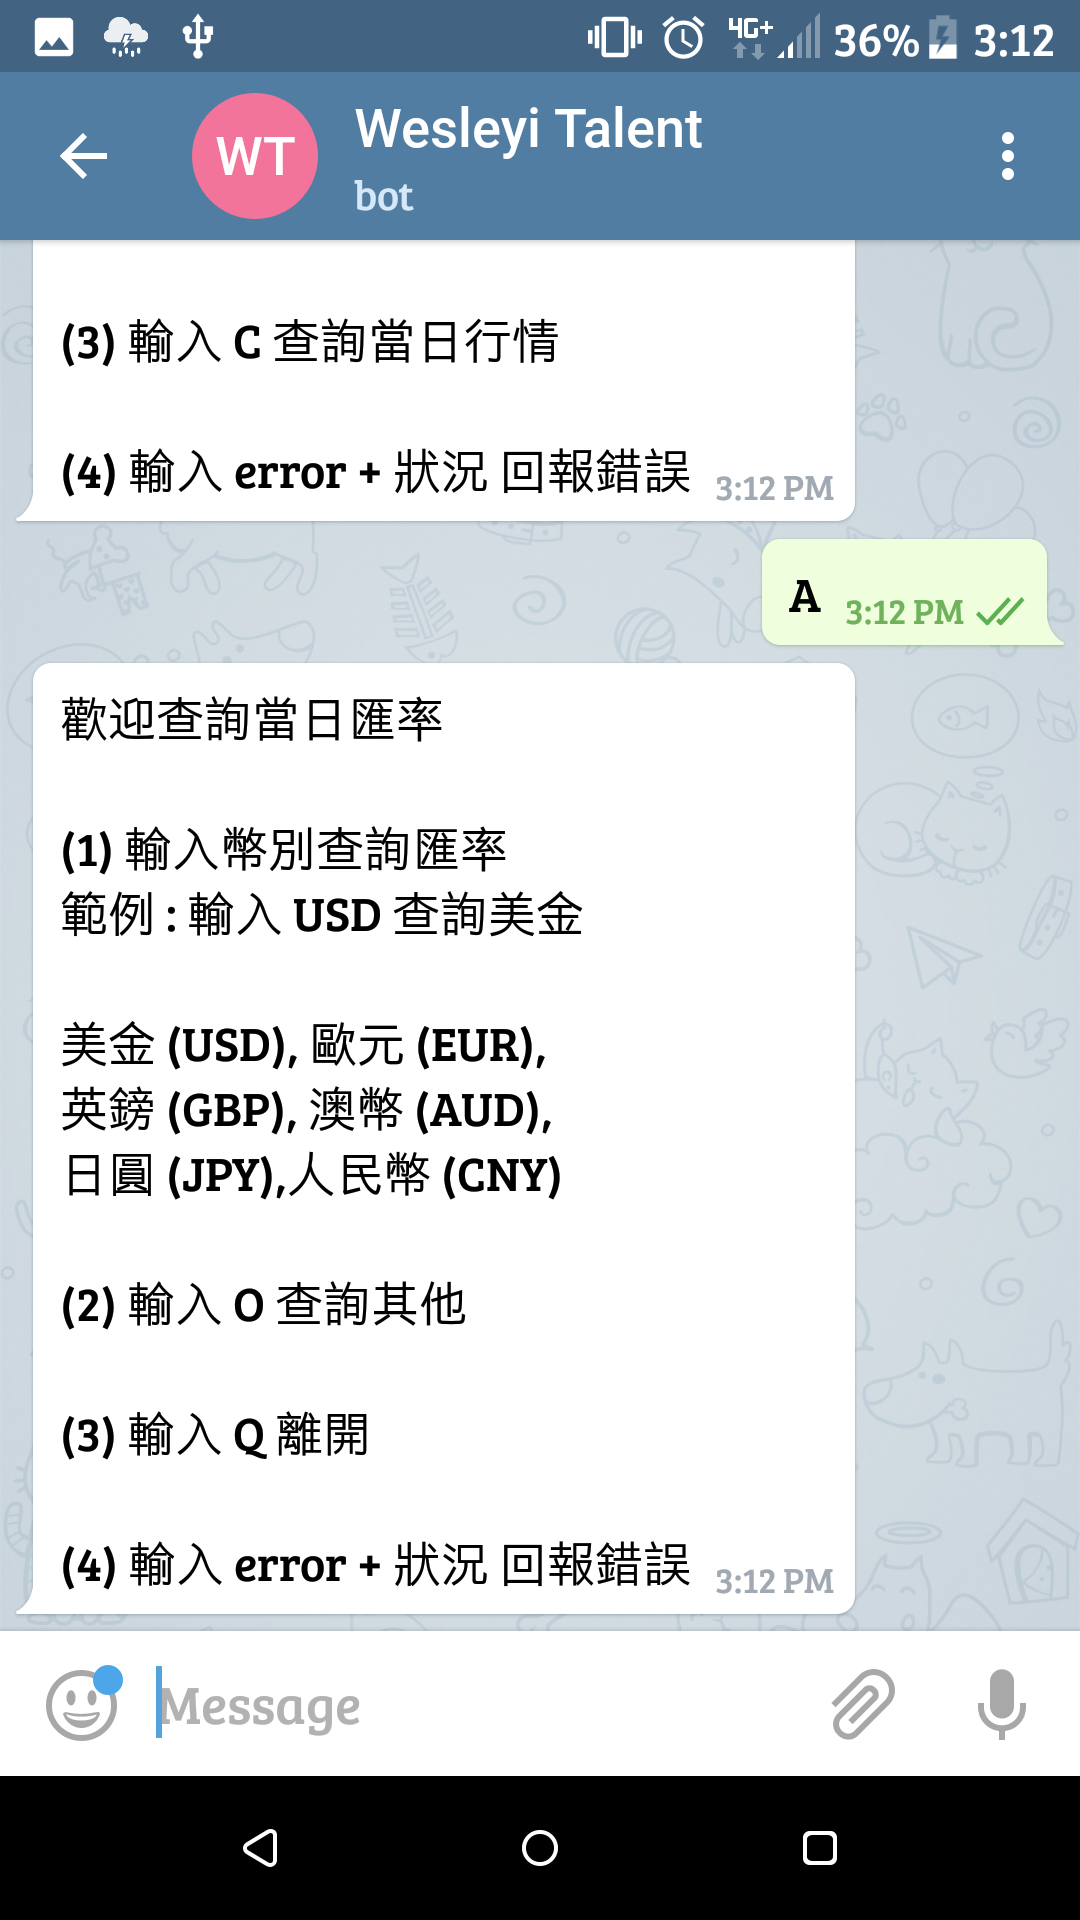 4G+ 36% 3:12
WT
Wesleyi Talent
bot
(3) 輸入 C 查詢當日行情
(4) 輸入 error + 狀況 回報錯誤 3:12 PM
A 3:12 PM
歡迎查詢當日匯率
(1) 輸入幣別查詢匯率
範例 : 輸入 USD 查詢美金
美金 (USD), 歐元 (EUR),
英鎊 (GBP), 澳幣 (AUD),
日圓 (JPY),人民幣 (CNY)
(2) 輸入 O 查詢其他
(3) 輸入 Q 離開
(4) 輸入 error + 狀況 回報錯誤 3:12 PM
Message